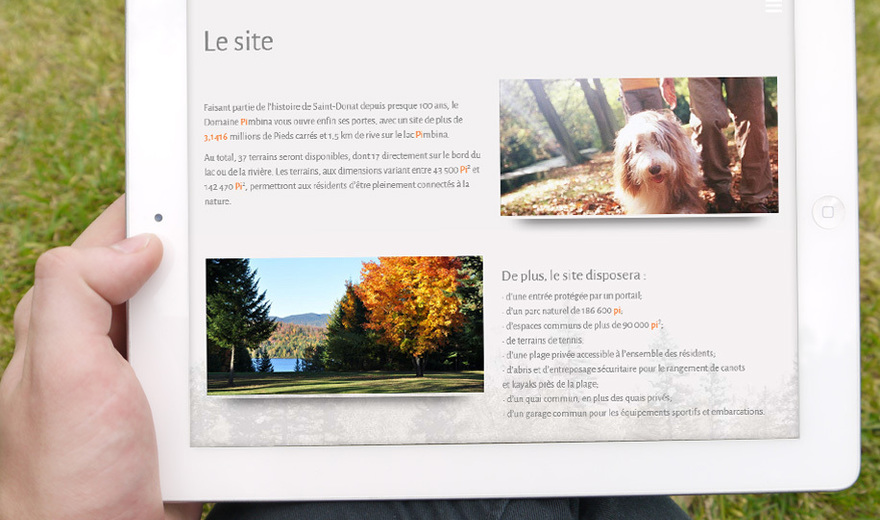 Le site
Faisant partie de l'histoire de Saint-Donat depuis presque 100 ans, le
Domaine Pimbina vous ouvre enfin ses portes, avec un site de plus de
3,1416 millions de Pieds carrés et 1,5 km de rive sur le lac Pimbina.
Au total, 37 terrains seront disponibles, dont 17 directement sur le bord du
lac ou de la rivière. Les terrains, aux dimensions variant entre 43 500 Pi² et
142 470 Pi², permettront aux résidents d'être pleinement connectés à la
nature.
De plus, le site disposera :
- d'une entrée protégée par un portail;
- d'un parc naturel de 186 600 pi;
- d'espaces communs de plus de 90 000 pi²;
- de terrains de tennis;
- d'une plage privée accessible à l'ensemble des résidents;
- d'abris et d'entreposage sécuritaire pour le rangement de canots
et kayaks près de la plage;
- d'un quai commun, en plus des quais privés;
- d'un garage commun pour les équipements sportifs et embarcations.